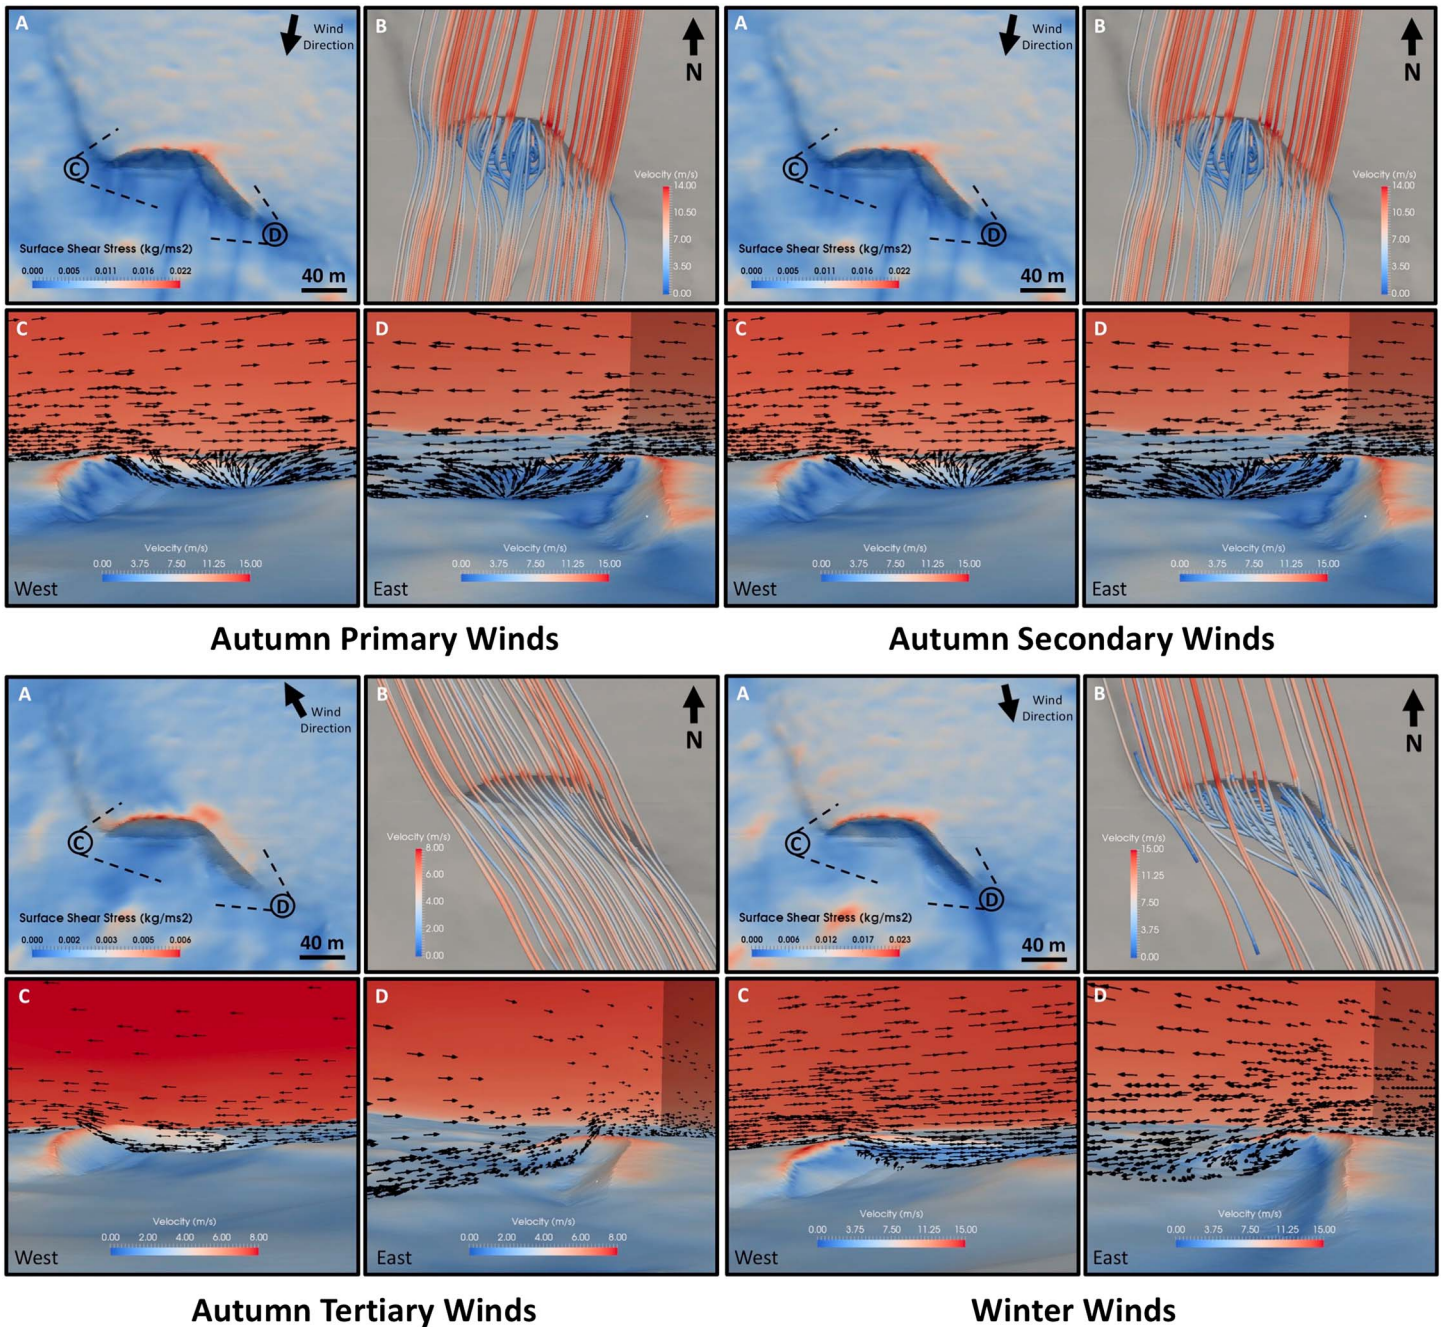 A
Wind
Direction
C
D
Surface Shear Stress (kg/ms2)
0.000 0.005 0.011 0.016 0.022
40 m
B
N
Velocity (m/s)
14.00
10.50
7.00
3.50
0.00
A
Wind
Direction
C
D
Surface Shear Stress (kg/ms2)
0.000 0.005 0.011 0.016 0.022
40 m
B
N
Velocity (m/s)
14.00
10.50
7.00
3.50
0.00
C
Velocity (m/s)
0.00 3.75 7.50 11.25 15.00
West
D
Velocity (m/s)
0.00 3.75 7.50 11.25 15.00
East
C
Velocity (m/s)
0.00 3.75 7.50 11.25 15.00
West
D
Velocity (m/s)
0.00 3.75 7.50 11.25 15.00
East
Autumn Primary Winds
Autumn Secondary Winds
A
Wind
Direction
C
D
Surface Shear Stress (kg/ms2)
0.000 0.002 0.003 0.005 0.006
40 m
B
N
Velocity (m/s)
8.00
6.00
4.00
2.00
0.00
A
Wind
Direction
C
D
Surface Shear Stress (kg/ms2)
0.000 0.006 0.012 0.017 0.023
40 m
B
N
Velocity (m/s)
15.00
11.25
7.50
3.75
0.00
C
Velocity (m/s)
0.00 2.00 4.00 6.00 8.00
West
D
Velocity (m/s)
0.00 2.00 4.00 6.00 8.00
East
C
Velocity (m/s)
0.00 3.75 7.50 11.25 15.00
West
D
Velocity (m/s)
0.00 3.75 7.50 11.25 15.00
East
Autumn Tertiary Winds
Winter Winds